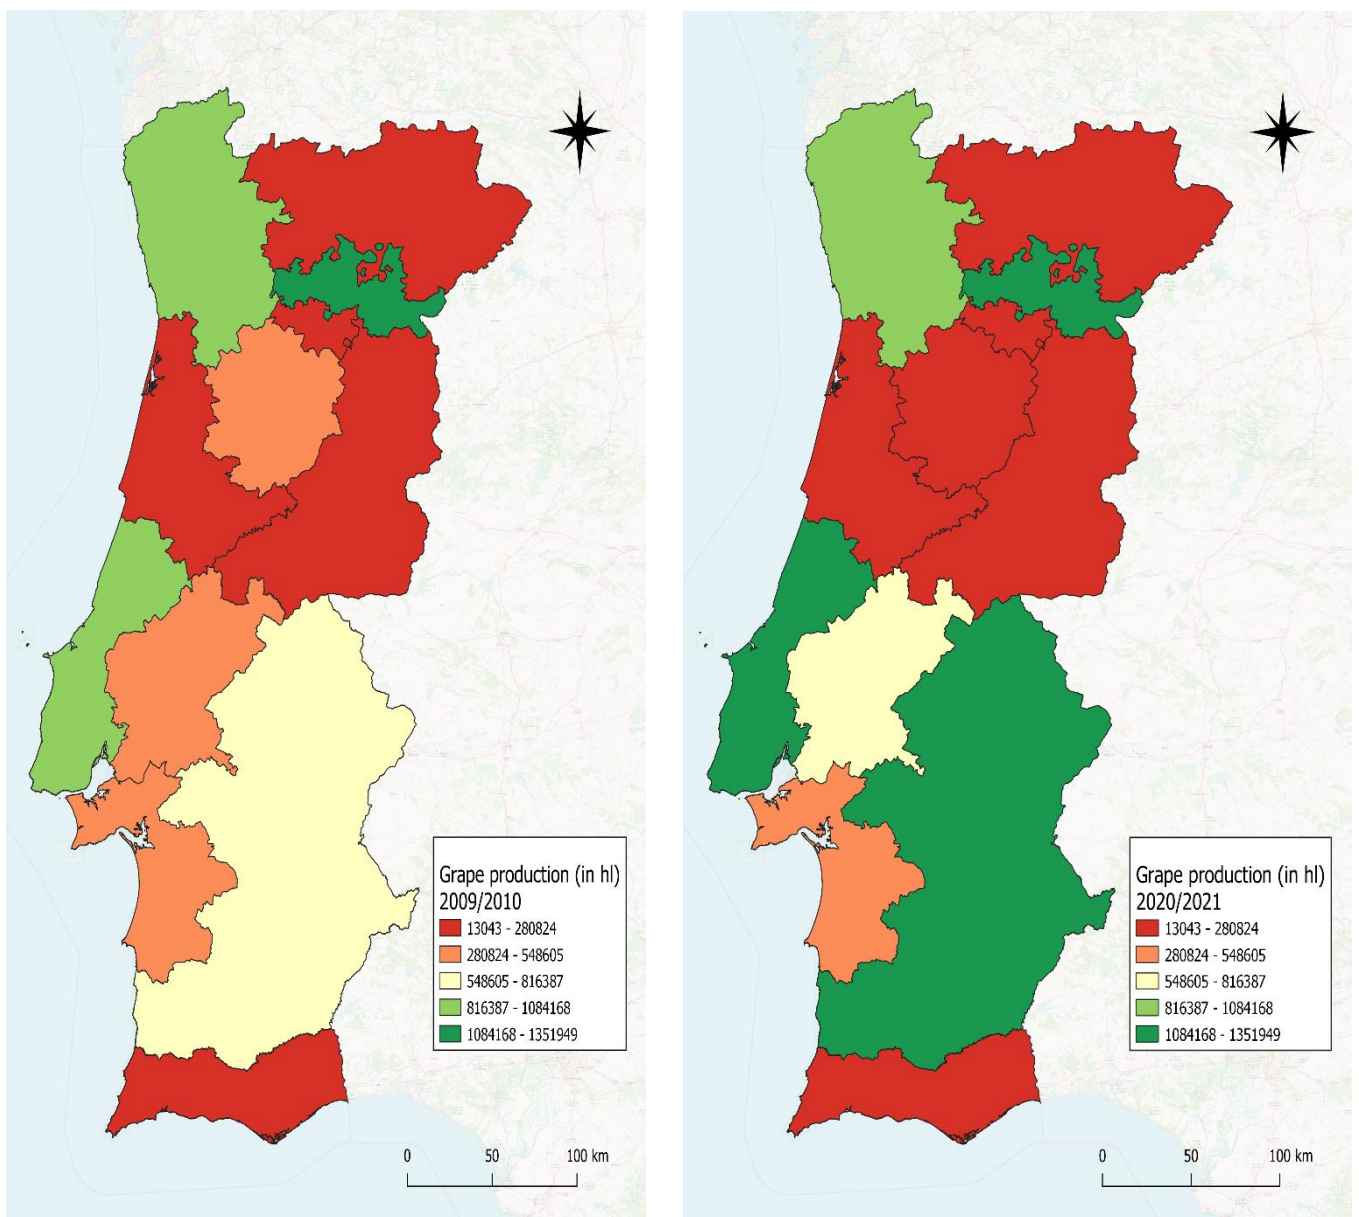 Grape production (in hl)
2009/2010
13043 - 280824
280824 - 548605
548605 - 816387
816387 - 1084168
1084168 - 1351949
0 50 100 km
Grape production (in hl)
2020/2021
13043 - 280824
280824 - 548605
548605 - 816387
816387 - 1084168
1084168 - 1351949
0 50 100 km